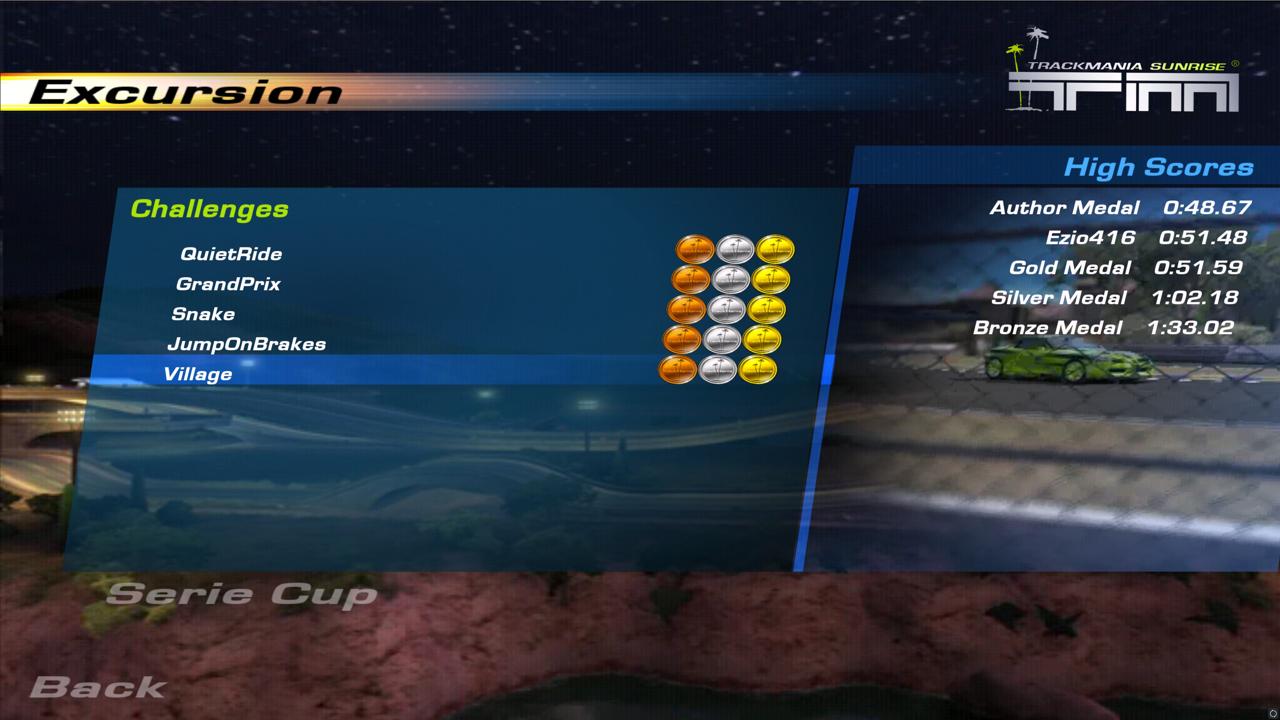 Excursion
TRACKMANIA SUNRISE®
TM
High Scores
Challenges
Author Medal 0:48.67
Ezio416 0:51.48
QuietRide
Gold Medal 0:51.59
GrandPrix
Silver Medal 1:02.18
Snake
Bronze Medal 1:33.02
JumpOnBrakes
Village
Serie Cup
Back